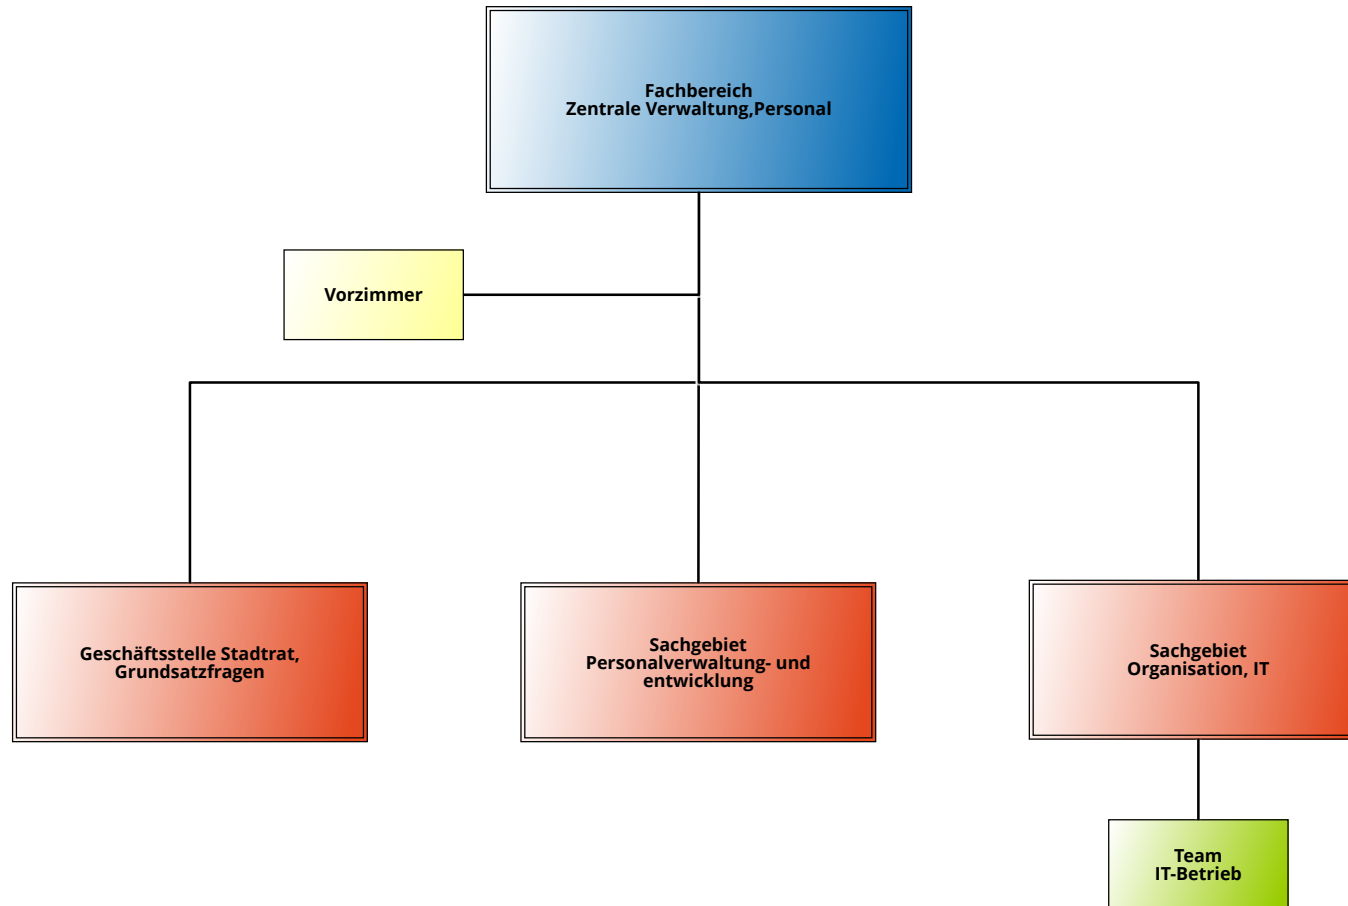 Fachbereich
Zentrale Verwaltung,Personal
Vorzimmer
Geschäftsstelle Stadtrat,
Grundsatzfragen
Sachgebiet
Personalverwaltung- und
entwicklung
Sachgebiet
Organisation, IT
Team
IT-Betrieb